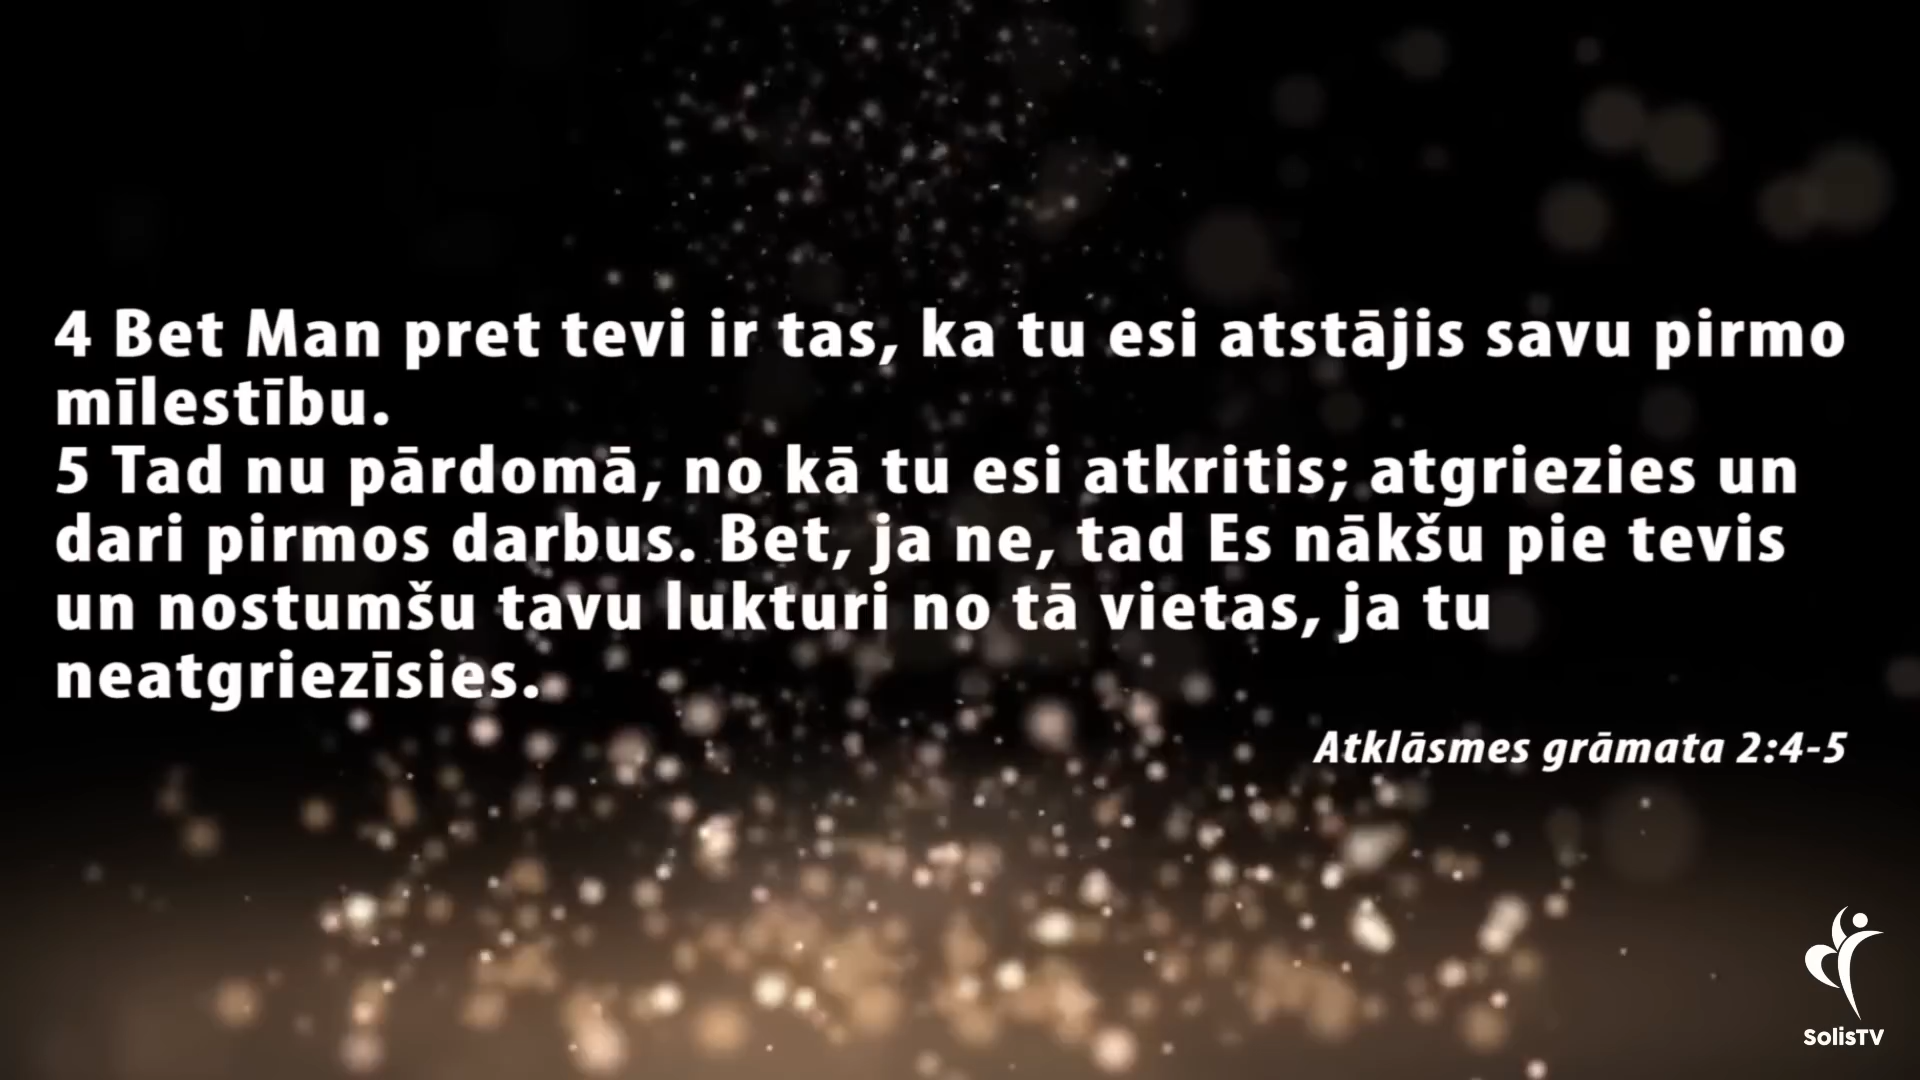 4 Bet Man pret tevi ir tas, ka tu esi atstājis savu pirmo
mīlestību.
5 Tad nu pārdomā, no kā tu esi atkritis; atgriezies un
dari pirmos darbus. Bet, ja ne, tad Es nākšu pie tevis
un nostumšu tavu lukturi no tā vietas, ja tu
neatgriezīsies.
Atklāsmes grāmata 2:4-5
SolisTV